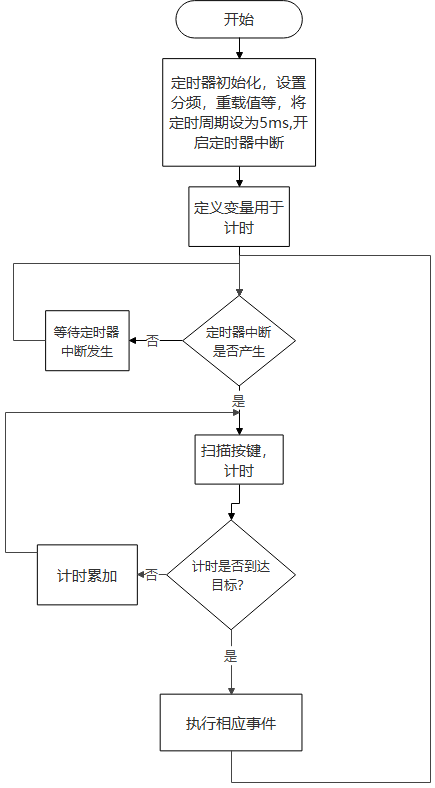 开始
定时器初始化，设置
分频，重载值等，将
定时周期设为5ms,开
启定时器中断
定义变量用于
计时
定时器中断
是否产生
否
等待定时器
中断发生
是
扫描按键，
计时
计时是否到达
目标?
否
计时累加
是
执行相应事件